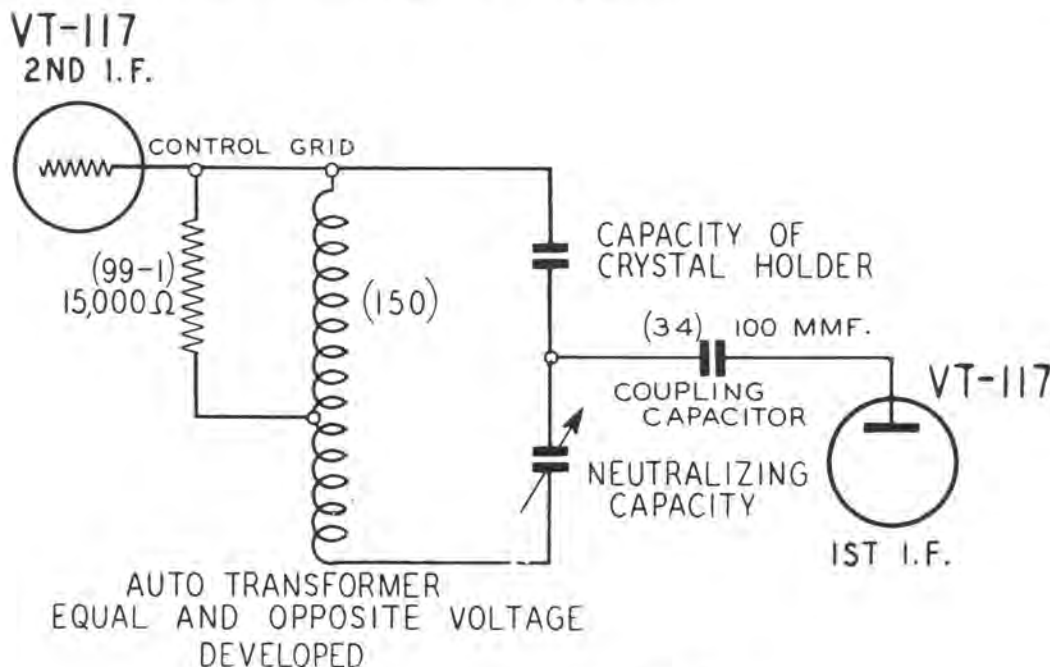 VT-117
2ND I.F.
CONTROL GRID
(99-1)
15,000Ω
(150)
CAPACITY OF
CRYSTAL HOLDER
(34) 100 MMF.
COUPLING
CAPACITOR
VT-117
NEUTRALIZING
CAPACITY
1ST I.F.
AUTO TRANSFORMER
EQUAL AND OPPOSITE VOLTAGE
DEVELOPED